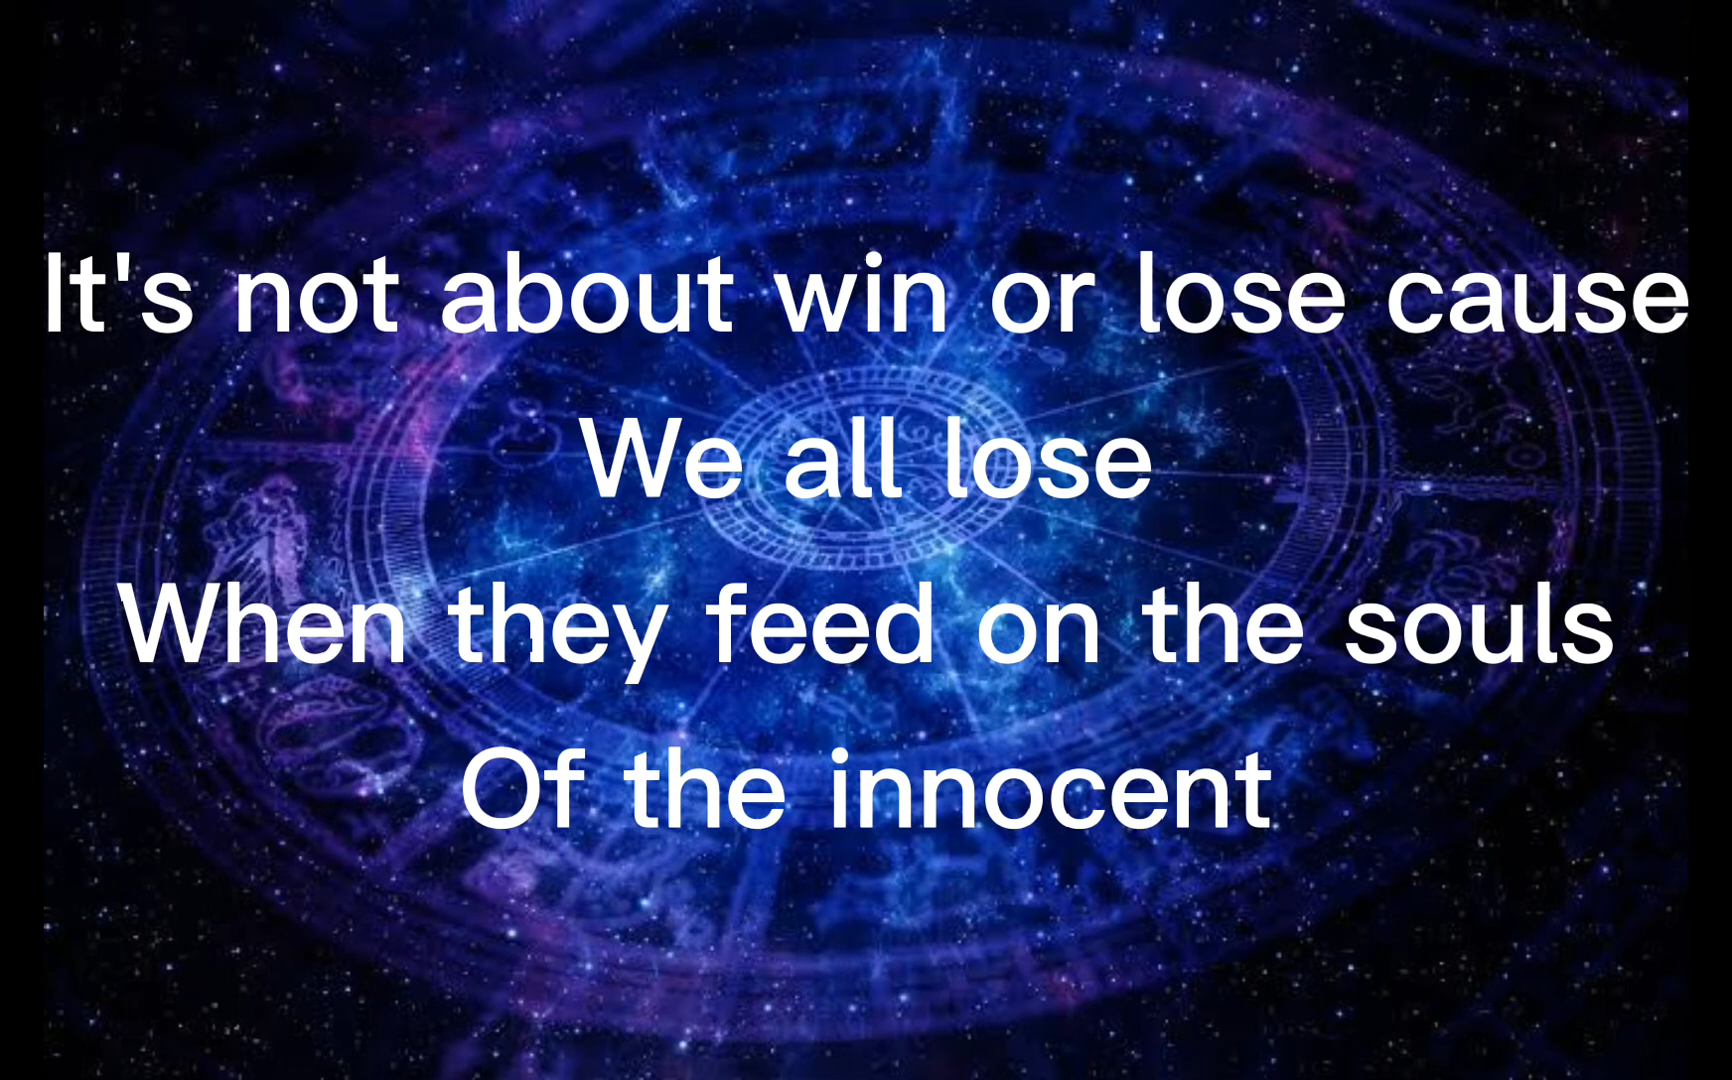 It's not about win or lose cause
We all lose
When they feed on the souls
Of the innocent